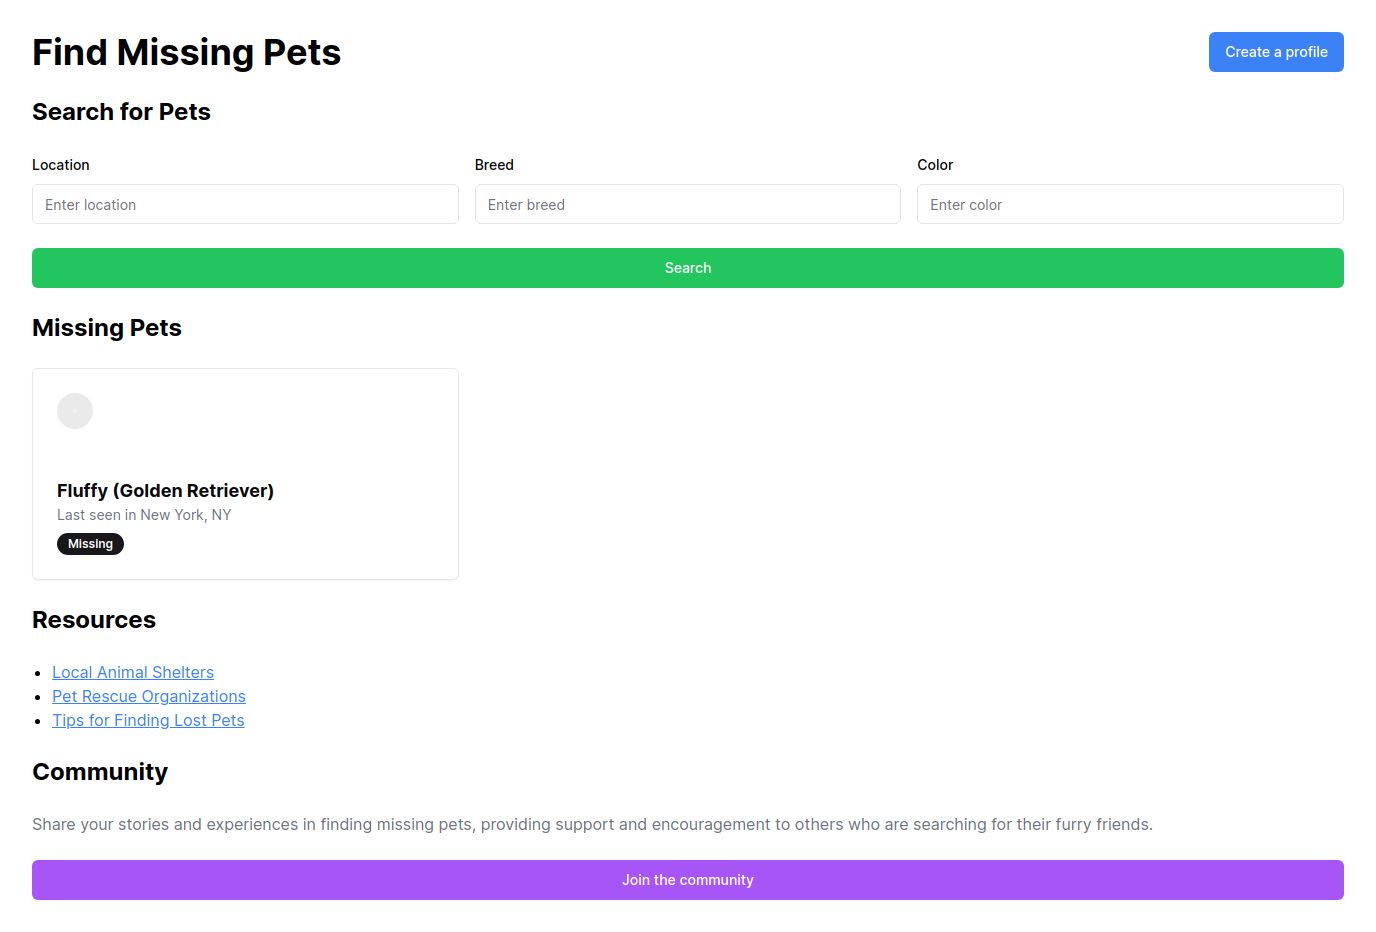 Find Missing Pets
Create a profile
Search for Pets
Location
Breed
Color
Enter location
Enter breed
Enter color
Search
Missing Pets
Fluffy (Golden Retriever)
Last seen in New York, NY
Missing
Resources
Local Animal Shelters
Pet Rescue Organizations
Tips for Finding Lost Pets
Community
Share your stories and experiences in finding missing pets, providing support and encouragement to others who are searching for their furry friends.
Join the community